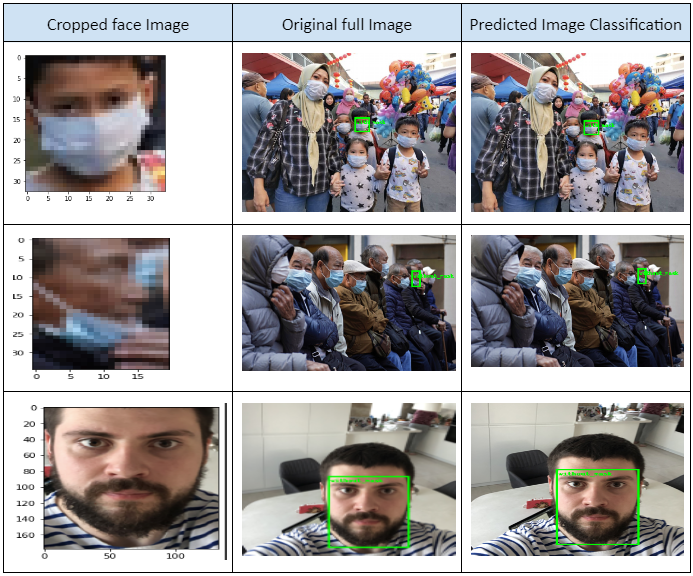 Cropped face Image
Original full Image
Predicted Image Classification
0
5
10
15
20
25
30
0 5 10 15 20 25 30
0
5
10
15
20
25
30
0 5 10 15
0
20
40
60
80
100
120
140
160
0 50 100
without_mask
without_mask